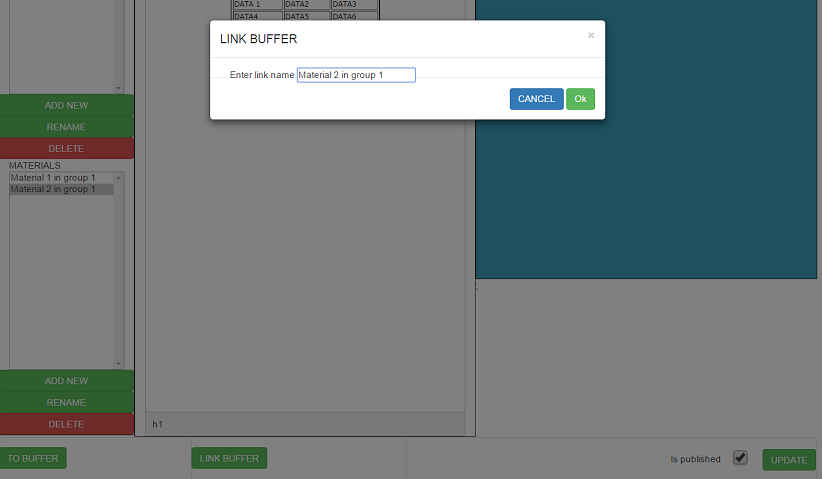 DATA 1 DATA2 DATA3
DATA4 DATA5 DATA6
LINK BUFFER ×
Enter link name Material 2 in group 1
CANCEL Ok
ADD NEW
RENAME
DELETE
MATERIALS
Material 1 in group 1
Material 2 in group 1
ADD NEW
RENAME
DELETE
h1
TO BUFFER
LINK BUFFER
Is published
UPDATE